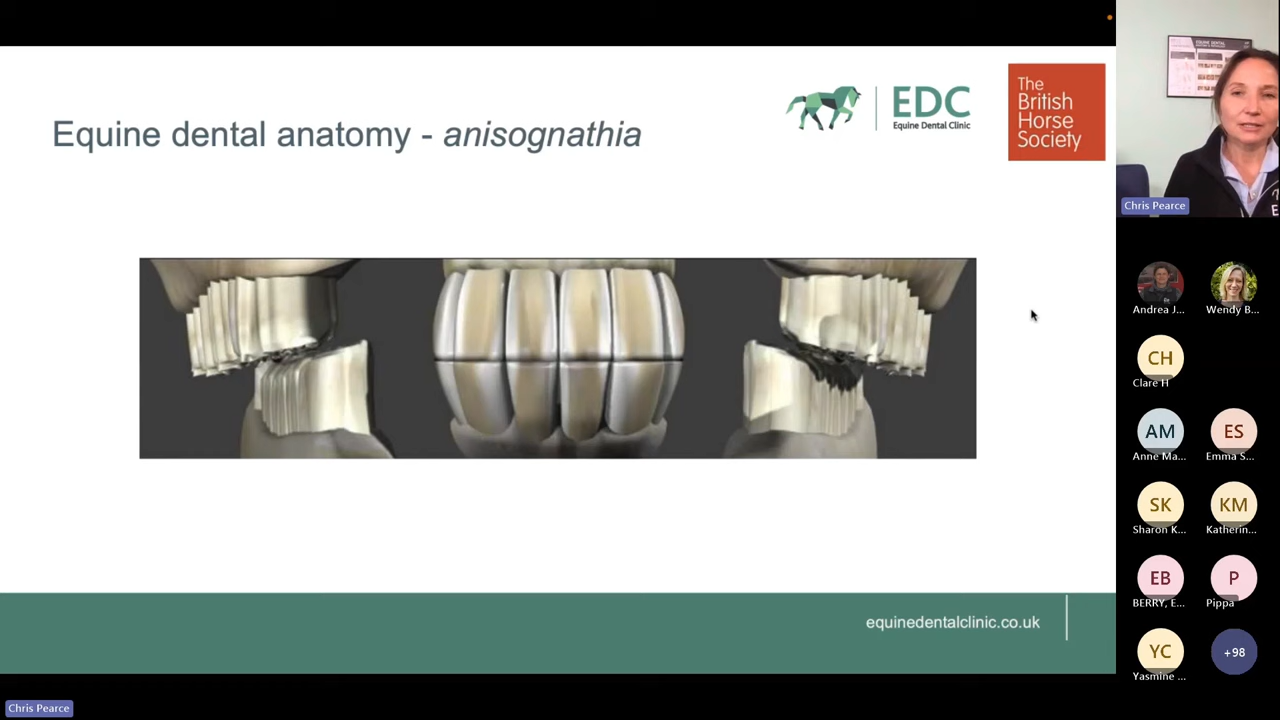 Equine dental anatomy - anisognathia
EDC
Equine Dental Clinic
The
British
Horse
Society
EQUINE DENTAL
Chris Pearce
Andrea J...
Wendy B...
CH
Clare H
AM
ES
Anne Ma...
Emma S...
SK
KM
Sharon K...
Katherin...
EB
P
BERRY, E...
Pippa
YC
+98
Yasmine ...
equinedentalclinic.co.uk
Chris Pearce